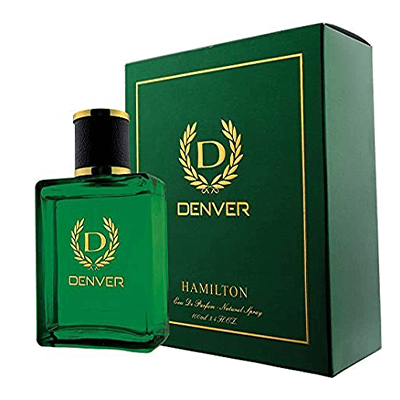 D
DENVER
HAMILTON
Eau De Parfum - Natural Spray
100ml 3.4 FL OZ.
D
DENVER